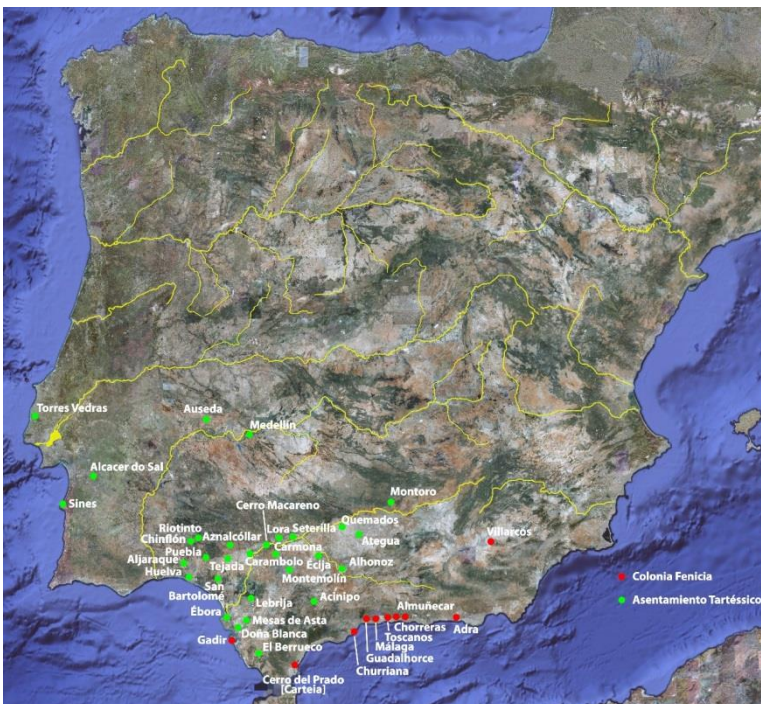 Torres Vedras
Auseda
Medellín
Alcacer do Sal
Sines
Montoro
Cerro Macareno
Riotinto
Chinflón
Aznalcóllar
Lora
Seterilla
Quemados
Villarcos
Ategua
Puebla
Carmona
Aljaraque
Tejada
Carambolo
Écija
Alhonoz
Huelva
Montemolín
San
Bartolomé
Colonia Fenicia
Asentamiento Tartéssico
Lebrija
Acinipo
Almuñecar
Ébora
Mesas de Asta
Chorreras
Doña Blanca
Toscanos
Adra
Gadir
Málaga
El Berrueco
Guadalhorce
Churriana
Cerro del Prado
[Carteia]